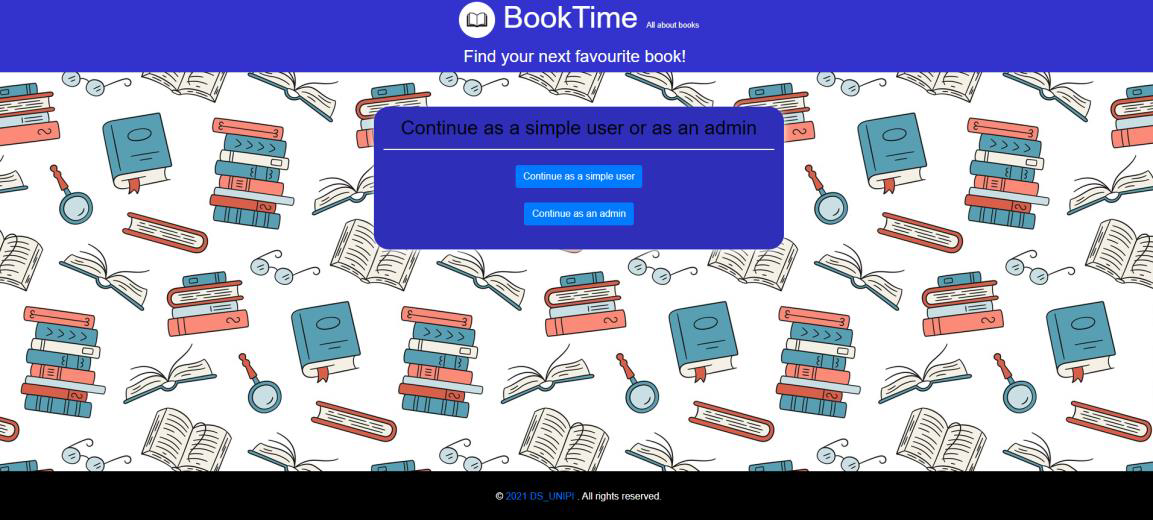 BookTime All about books
Find your next favourite book!
Continue as a simple user or as an admin
Continue as a simple user
Continue as an admin
© 2021 DS_UNIPI . All rights reserved.